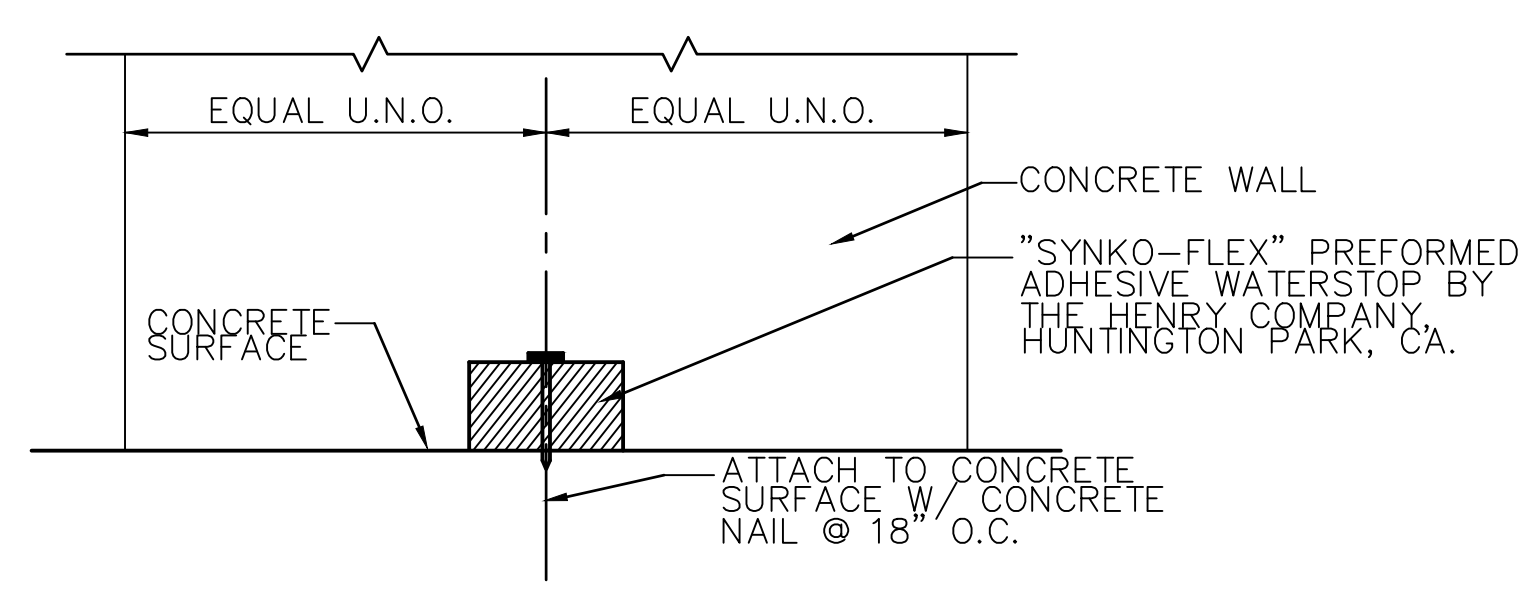 EQUAL U.N.O.
EQUAL U.N.O.
CONCRETE WALL
"SYNKO-FLEX" PREFORMED
ADHESIVE WATERSTOP BY
THE HENRY COMPANY,
HUNTINGTON PARK, CA.
CONCRETE
SURFACE
ATTACH TO CONCRETE
SURFACE W/ CONCRETE
NAIL @ 18" O.C.